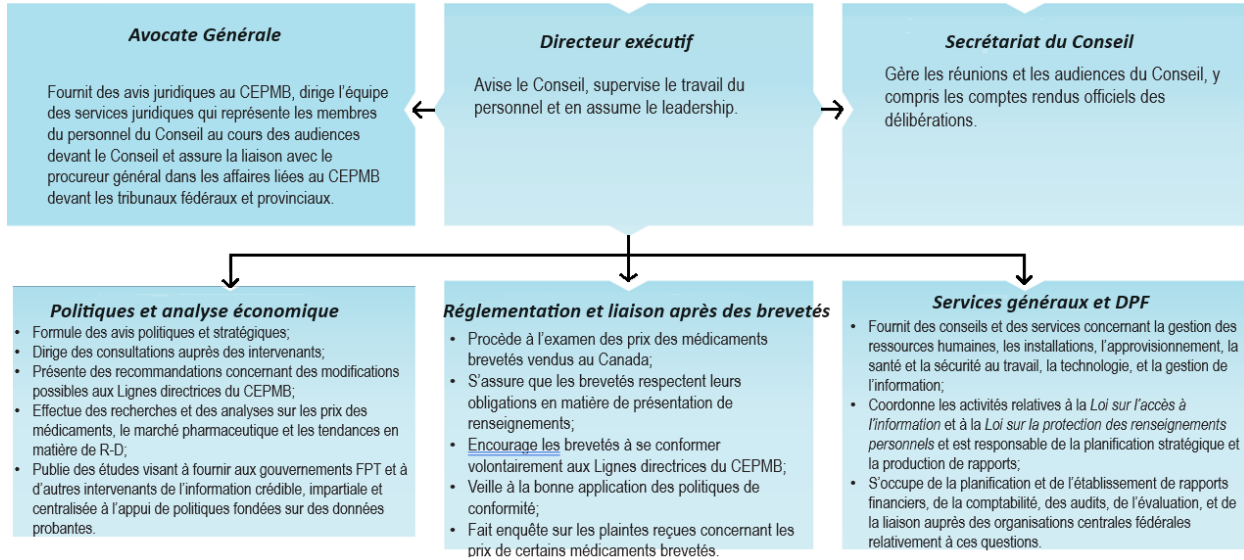 Avocate Générale
Fournit des avis juridiques au CEPMB, dirige l'équipe
des services juridiques qui représente les membres
du personnel du Conseil au cours des audiences
devant le Conseil et assure la liaison avec le
procureur général dans les affaires liées au CEPMB
devant les tribunaux fédéraux et provinciaux.
Directeur exécutif
Avise le Conseil, supervise le travail du
personnel et en assume le leadership.
Secrétariat du Conseil
Gère les réunions et les audiences du Conseil, y
compris les comptes rendus officiels des
délibérations.
Politiques et analyse économique
• Formule des avis politiques et stratégiques;
• Dirige des consultations auprès des intervenants;
• Présente des recommandations concernant des modifications
possibles aux Lignes directrices du CEPMB;
• Effectue des recherches et des analyses sur les prix des
médicaments, le marché pharmaceutique et les tendances en
matière de R-D;
• Publie des études visant à fournir aux gouvernements FPT et à
d'autres intervenants de l'information crédible, impartiale et
centralisée à l'appui de politiques fondées sur des données
probantes.
Réglementation et liaison après des brevetés
• Procède à l'examen des prix des médicaments
brevetés vendus au Canada;
• S'assure que les brevetés respectent leurs
obligations en matière de présentation de
renseignements;
• Encourage les brevetés à se conformer
volontairement aux Lignes directrices du CEPMB;
• Veille à la bonne application des politiques de
conformité;
• Fait enquête sur les plaintes reçues concernant les
prix de certains médicaments brevetés.
Services généraux et DPF
• Fournit des conseils et des services concernant la gestion des
ressources humaines, les installations, l'approvisionnement, la
santé et la sécurité au travail, la technologie, et la gestion de
l'information;
• Coordonne les activités relatives à la Loi sur l'accès à
l'information et à la Loi sur la protection des renseignements
personnels et est responsable de la planification stratégique et
la production de rapports;
• S'occupe de la planification et de l'établissement de rapports
financiers, de la comptabilité, des audits, de l'évaluation, et de
la liaison auprès des organisations centrales fédérales
relativement à ces questions.